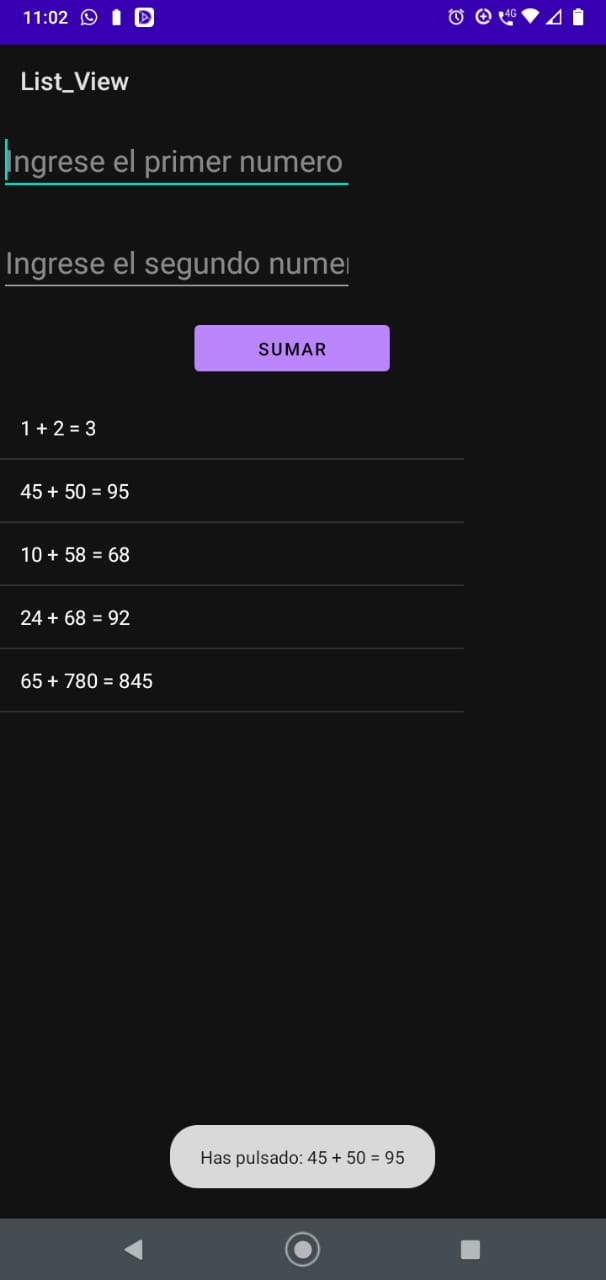 11:02
4G
List_View
Ingrese el primer numero
Ingrese el segundo numer
SUMAR
1 + 2 = 3
45 + 50 = 95
10 + 58 = 68
24 + 68 = 92
65 + 780 = 845
Has pulsado: 45 + 50 = 95